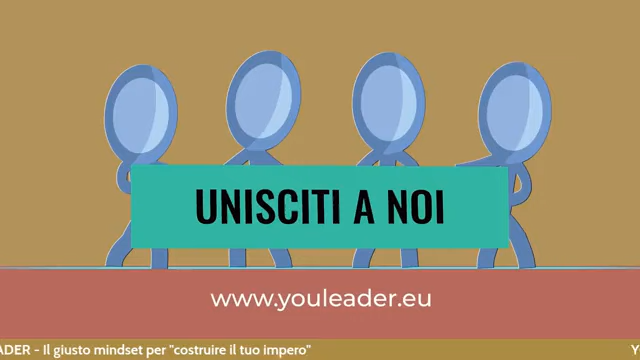 UNISCITI A NOI
www.youleader.eu
ADER - Il giusto mindset per "costruire il tuo impero"
Y